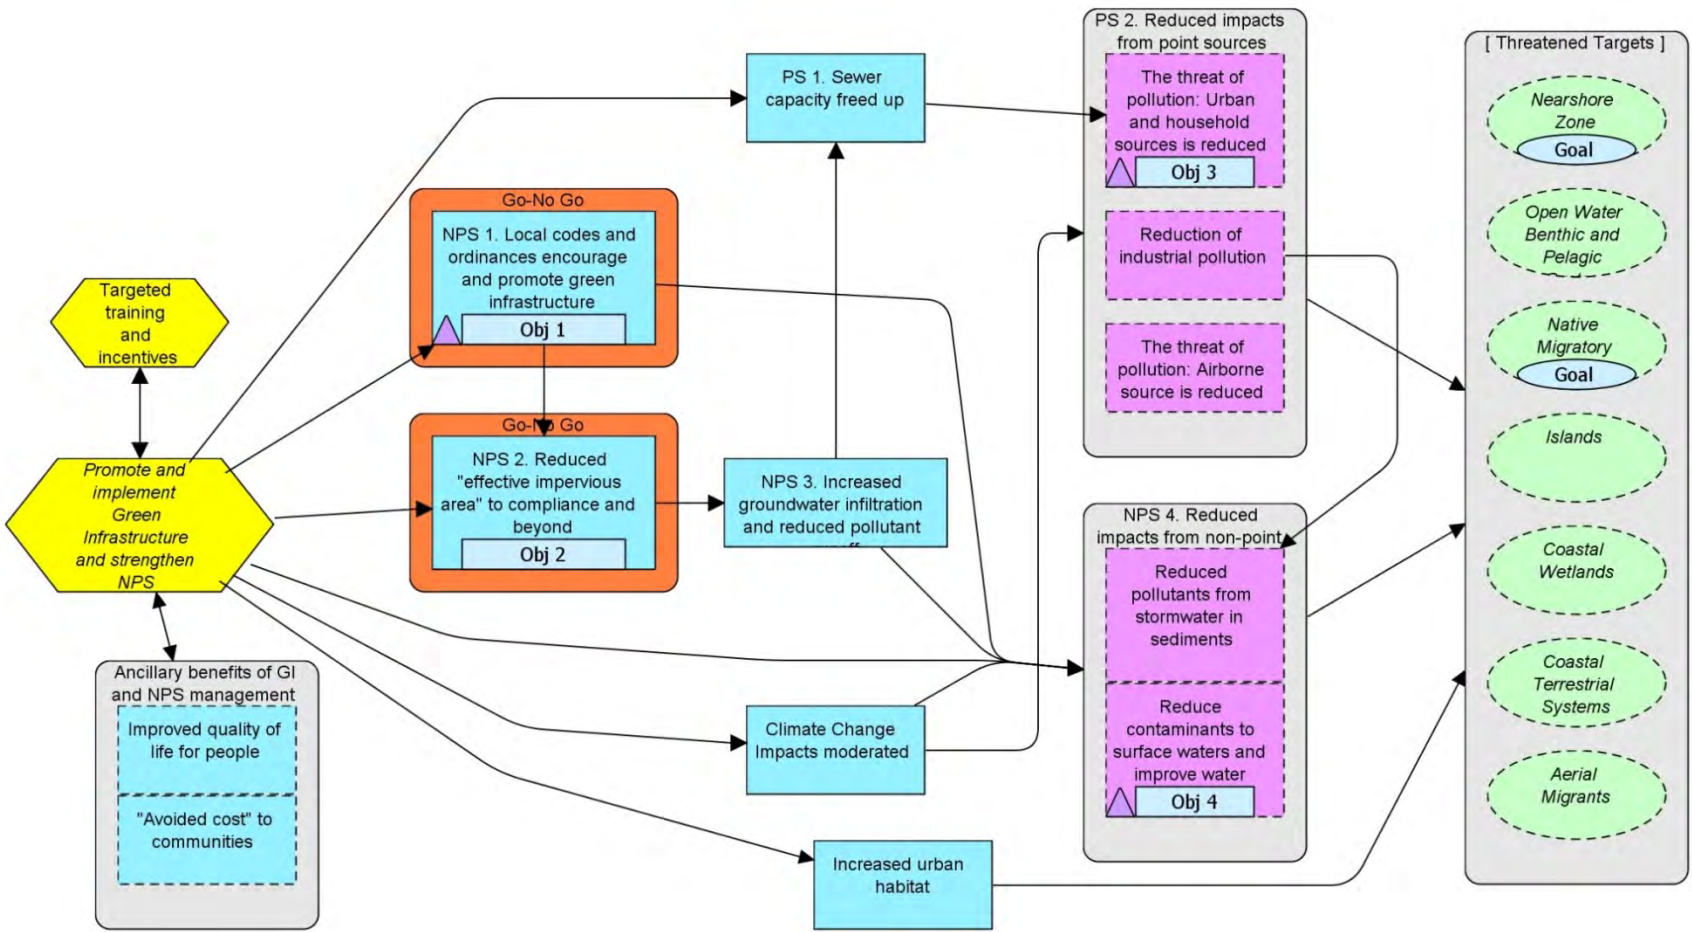 Targeted
training
and
incentives
Promote and
implement
Green
Infrastructure
and strengthen
NPS
Ancillary benefits of GI
and NPS management
Improved quality of
life for people
"Avoided cost" to
communities
Go-No Go
NPS 1. Local codes and
ordinances encourage
and promote green
infrastructure
Obj 1
Go-No Go
NPS 2. Reduced
"effective impervious
area" to compliance and
beyond
Obj 2
PS 1. Sewer
capacity freed up
NPS 3. Increased
groundwater infiltration
and reduced pollutant
Climate Change
Impacts moderated
Increased urban
habitat
PS 2. Reduced impacts
from point sources
The threat of
pollution: Urban
and household
sources is reduced
Obj 3
Reduction of
industrial pollution
The threat of
pollution: Airborne
source is reduced
NPS 4. Reduced
impacts from non-point
Reduced
pollutants from
stormwater in
sediments
Reduce
contaminants to
surface waters and
improve water
Obj 4
[ Threatened Targets ]
Nearshore
Zone
Goal
Open Water
Benthic and
Pelagic
Native
Migratory
Goal
Islands
Coastal
Wetlands
Coastal
Terrestrial
Systems
Aerial
Migrants